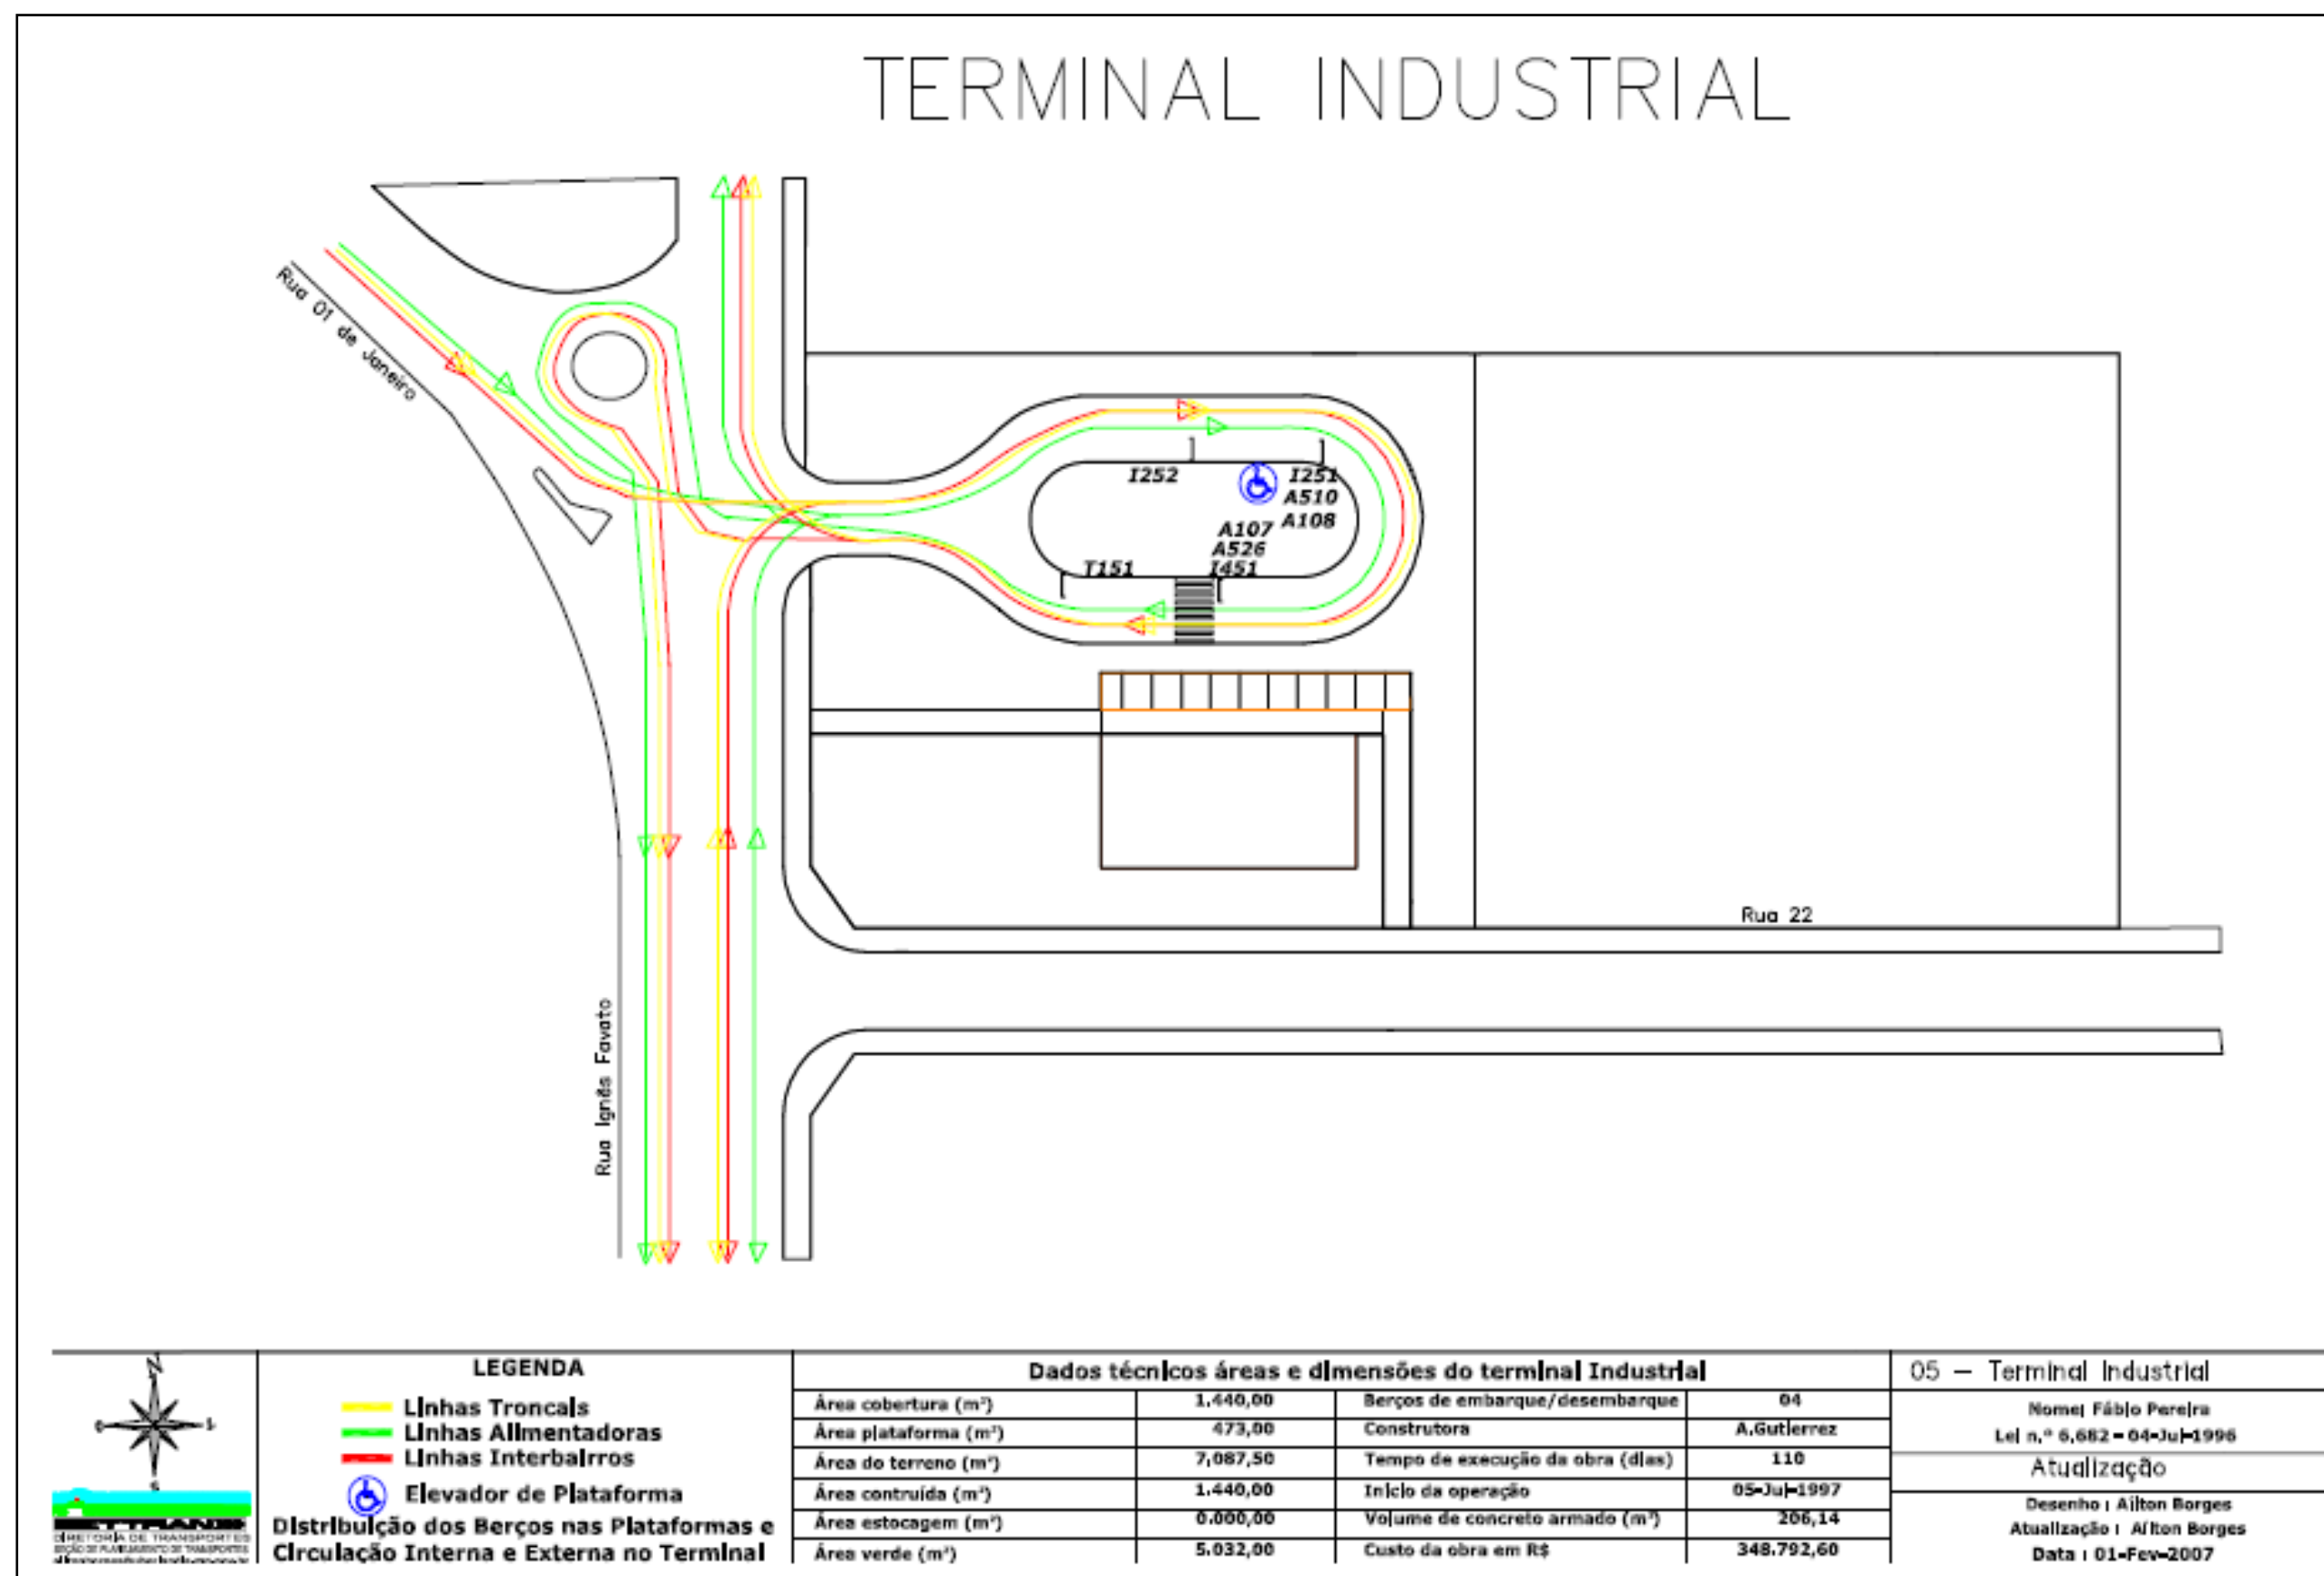 TERMINAL INDUSTRIAL
Rua 01 de Janeiro
I252
I251
A510
A108
A107
A526
T151
I451
Rua 22
Rua Ignês Favato
N
S
LEGENDA
Linhas Troncais
Linhas Alimentadoras
Linhas Interbairros
Elevador de Plataforma
Distribuição dos Berços nas Plataformas e
Circulação Interna e Externa no Terminal
DIRETORIA DE TRANSPORTES
Dados técnicos áreas e dimensões do terminal Industrial
Área cobertura (m²) 1.440,00 Berços de embarque/desembarque 04
Área plataforma (m²) 473,00 Construtora A.Gutierrez
Área do terreno (m²) 7,087,50 Tempo de execução da obra (dias) 110
Área contruída (m²) 1.440,00 Início da operação 05-Jul-1997
Área estocagem (m²) 0.000,00 Volume de concreto armado (m³) 206,14
Área verde (m²) 5.032,00 Custo da obra em R$ 348.792,60
05 – Terminal Industrial
Nome: Fábio Pereira
Lei n.º 6,682 - 04-Jul-1996
Atualização
Desenho : Ailton Borges
Atualização : Ailton Borges
Data : 01-Fev-2007